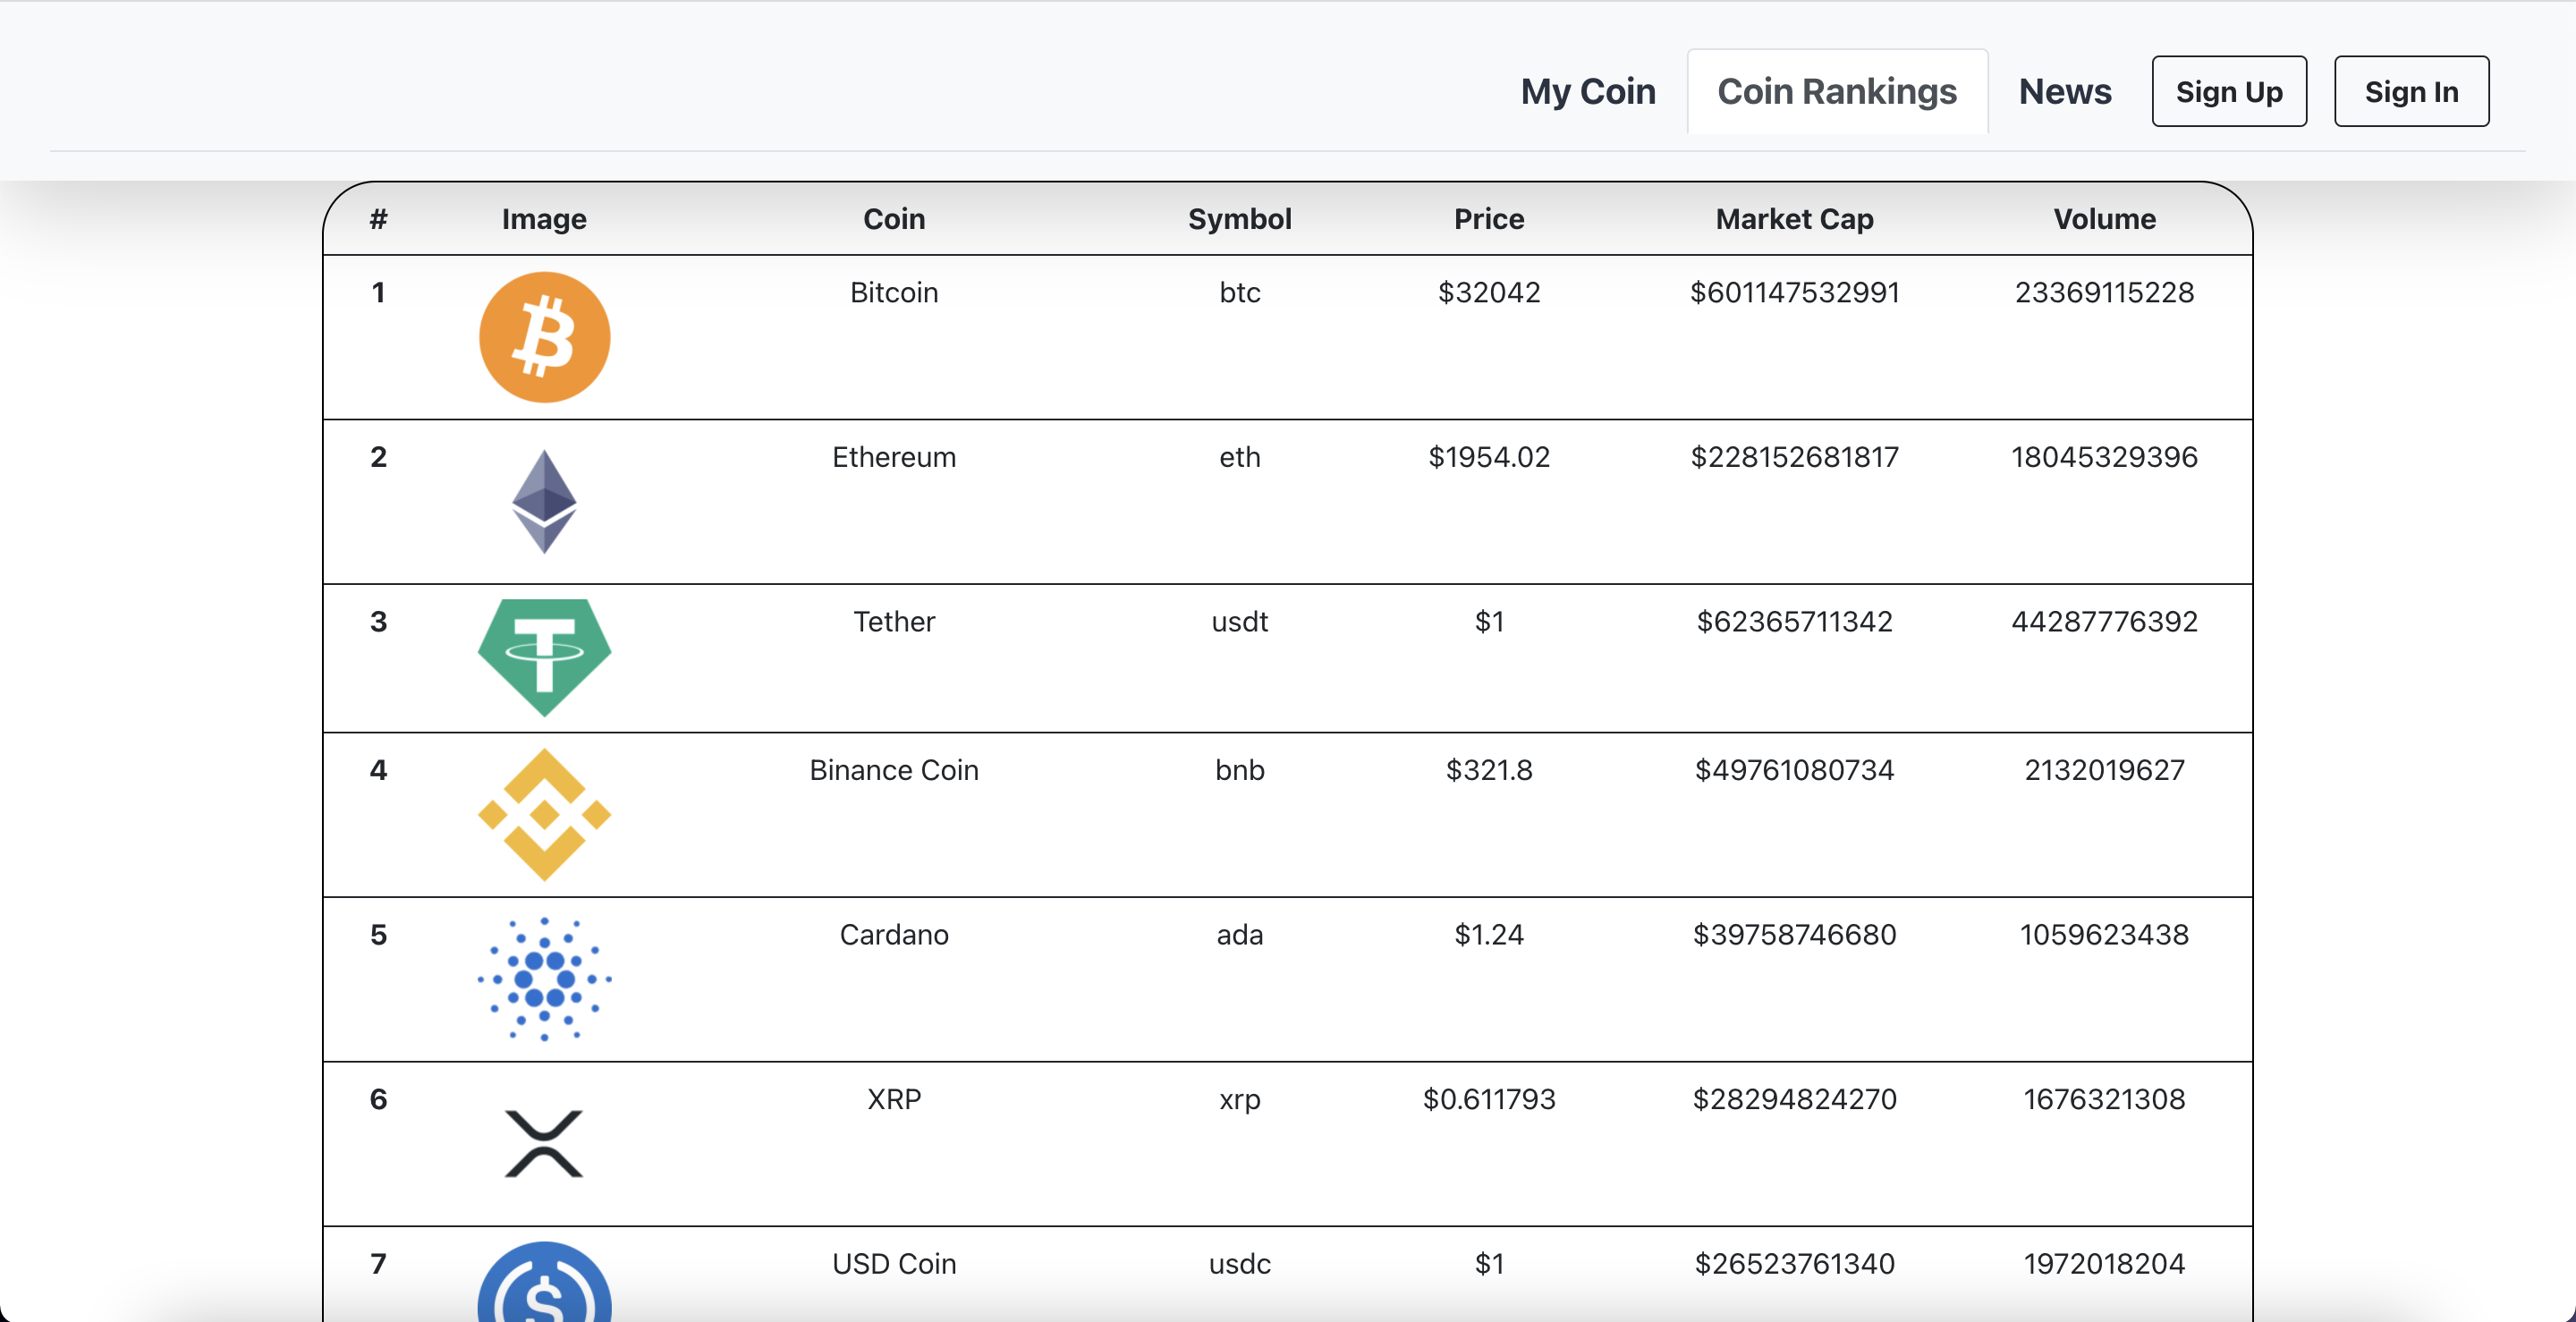 My Coin Coin Rankings News Sign Up Sign In
# Image Coin Symbol Price Market Cap Volume
1 Bitcoin btc $32042 $601147532991 23369115228
2 Ethereum eth $1954.02 $228152681817 18045329396
3 Tether usdt $1 $62365711342 44287776392
4 Binance Coin bnb $321.8 $49761080734 2132019627
5 Cardano ada $1.24 $39758746680 1059623438
6 XRP xrp $0.611793 $28294824270 1676321308
7 USD Coin usdc $1 $26523761340 1972018204